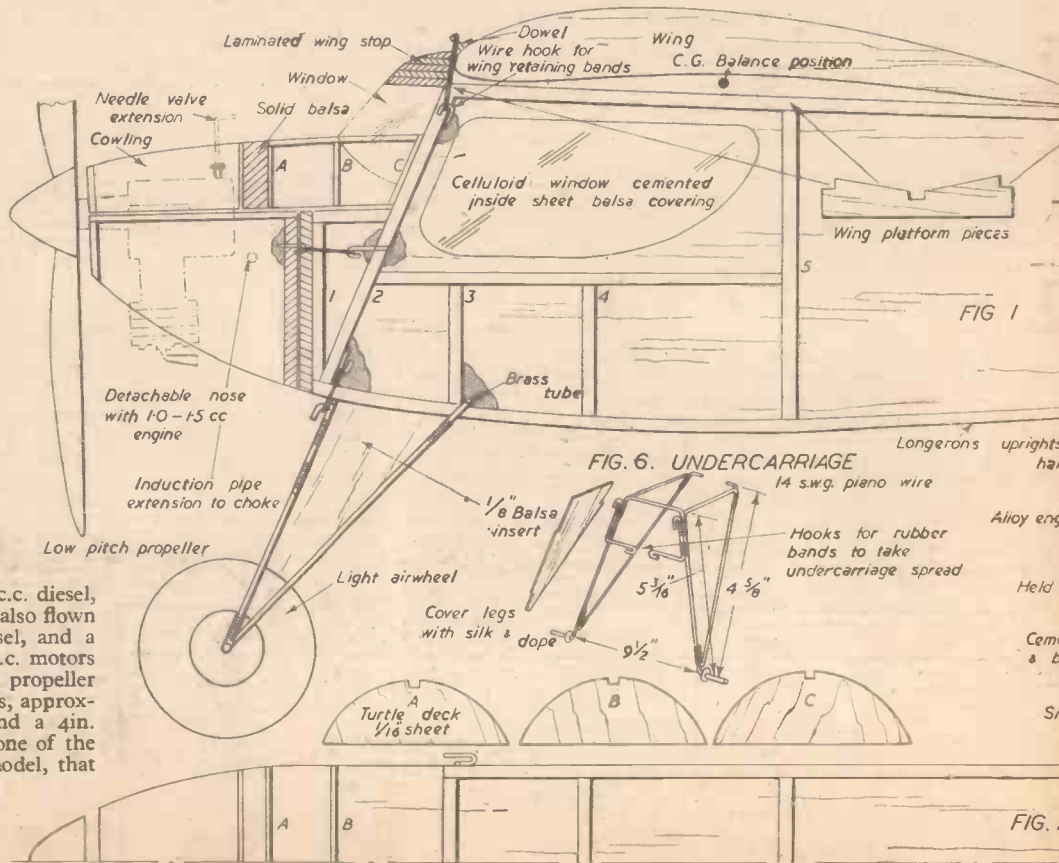 Dowel
Laminated wing stop
Wire hook for
wing retaining bands
Wing
C.G. Balance position
Window
Needle valve
extension
Solid balsa
Cowling
A
B
C
Celluloid window cemented
inside sheet balsa covering
Wing platform pieces
1
2
3
4
5
FIG 1
Detachable nose
with 1·0 – 1·5 cc
engine
Brass
tube
Longerons uprights
Induction pipe
extension to choke
1/8" Balsa
insert
FIG. 6. UNDERCARRIAGE
14 s.w.g. piano wire
Alloy eng
Low pitch propeller
Hooks for rubber
bands to take
undercarriage spread
5 3/16"
4 5/8"
Light airwheel
Held
Cover legs
with silk & dope
9 1/2"
Ceme
& b
c.c. diesel,
also flown
sel, and a
.c. motors
propeller
s, approx-
nd a 4in.
one of the
nodel, that
A
Turtle deck
1/16" sheet
B
C
A
B
FIG.